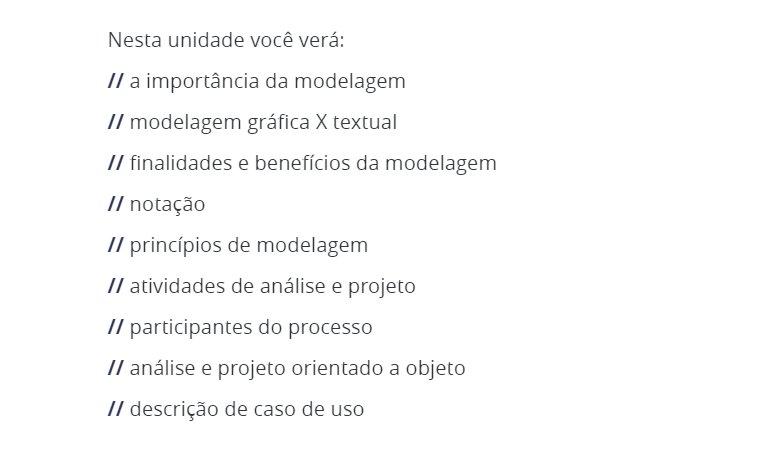 Nesta unidade você verá:
// a importância da modelagem
// modelagem gráfica X textual
// finalidades e benefícios da modelagem
// notação
// princípios de modelagem
// atividades de análise e projeto
// participantes do processo
// análise e projeto orientado a objeto
// descrição de caso de uso